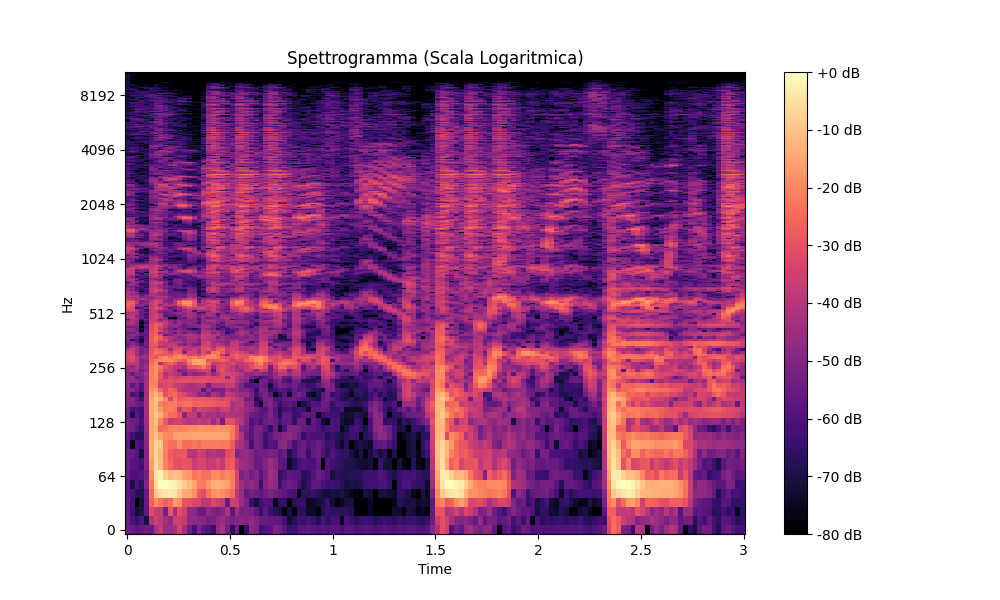 Spettrogramma (Scala Logaritmica)
Hz
8192
4096
2048
1024
512
256
128
64
0
0 0.5 1 1.5 2 2.5 3
Time
+0 dB
-10 dB
-20 dB
-30 dB
-40 dB
-50 dB
-60 dB
-70 dB
-80 dB